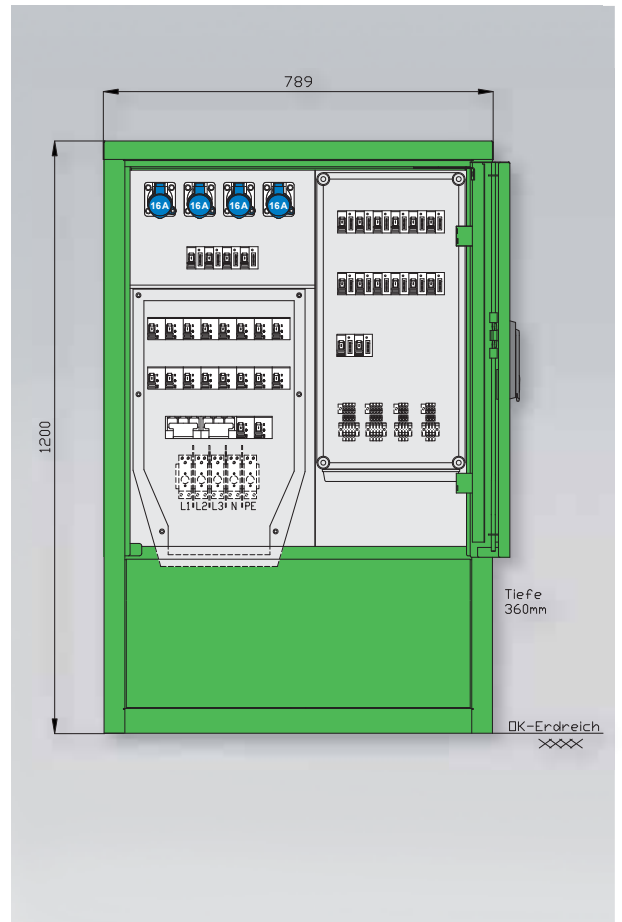 789
16A 16A 16A 16A
1200
L1 L2 L3 N PE
Tiefe
360mm
OK-Erdreich